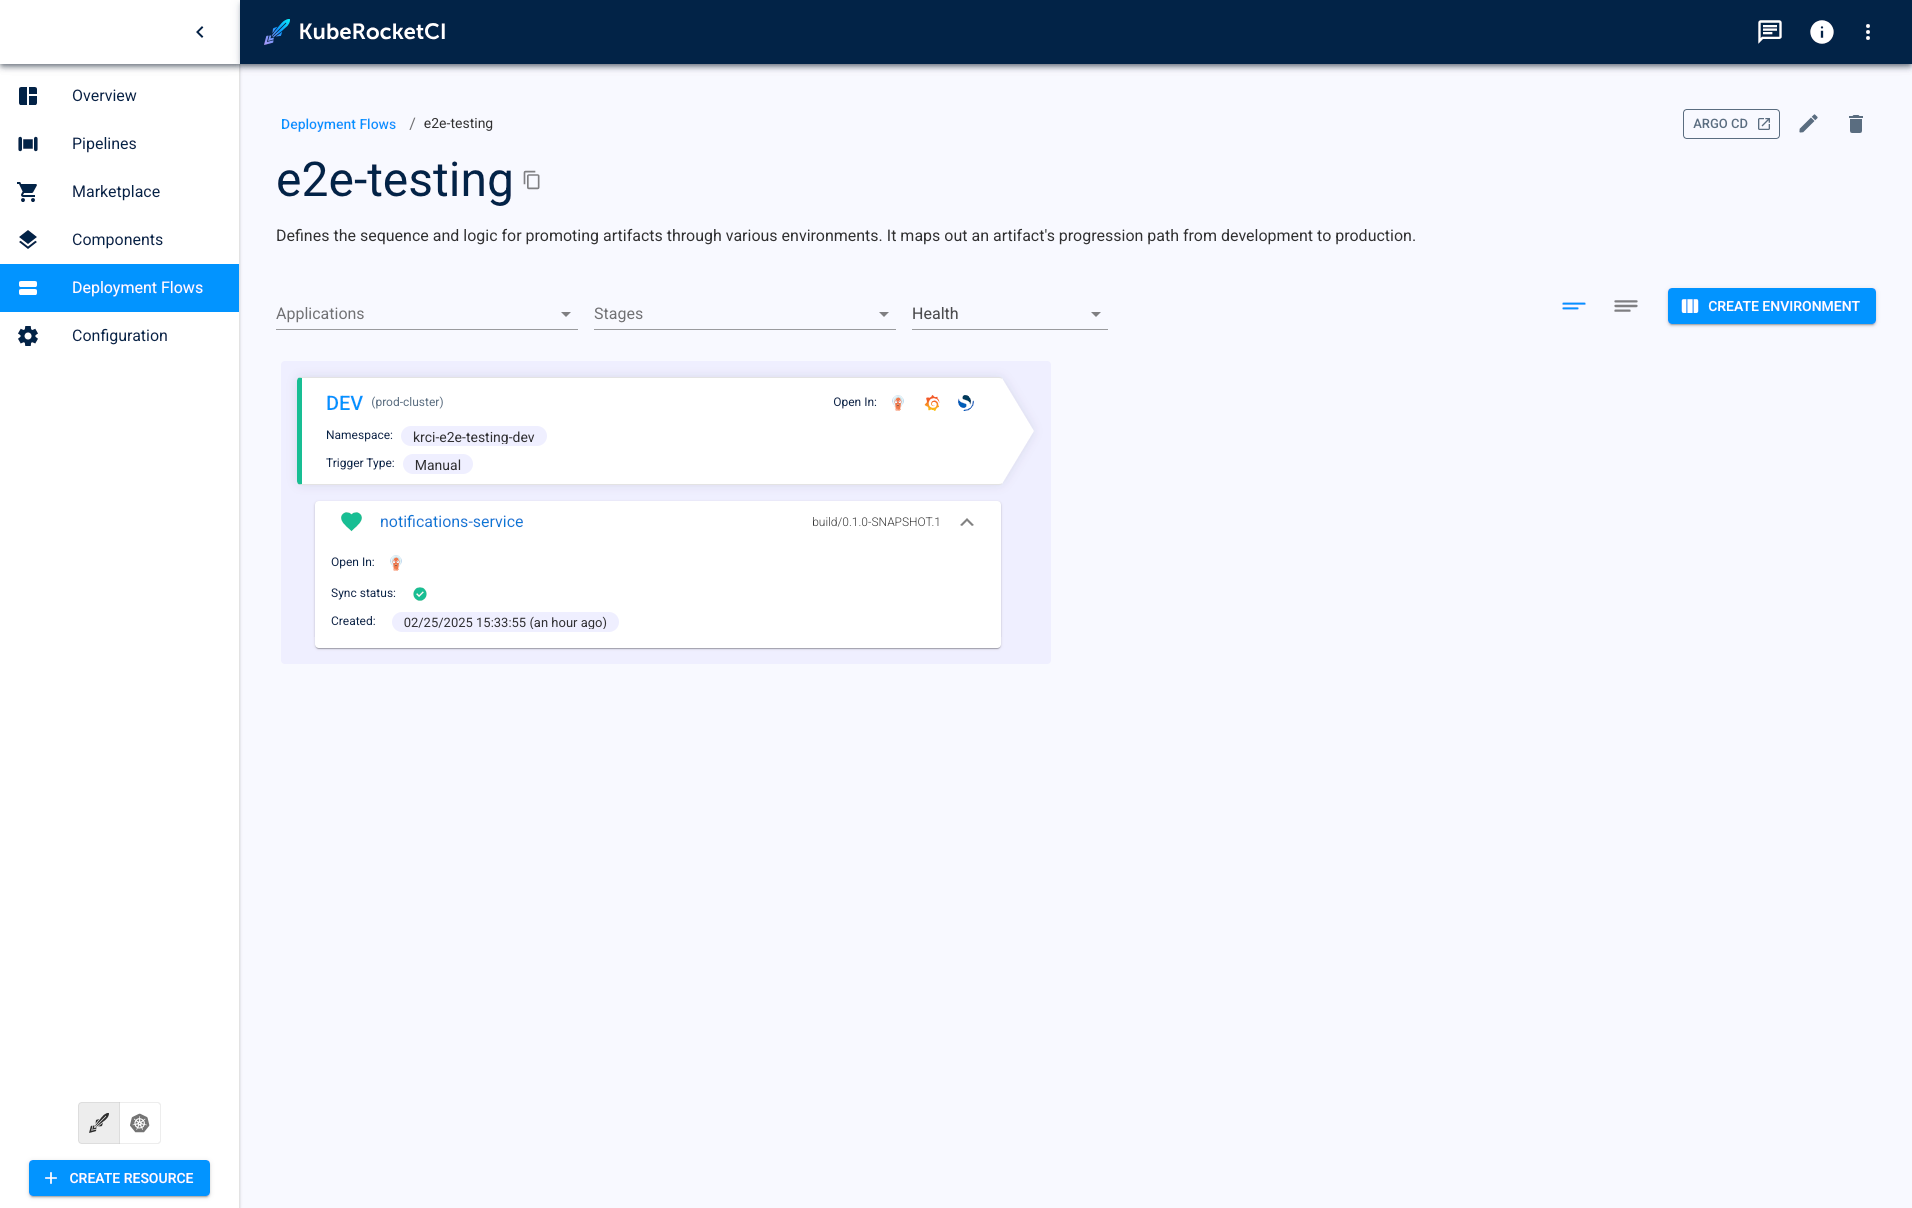 KubeRocketCI
Overview
Pipelines
Marketplace
Components
Deployment Flows
Configuration
CREATE RESOURCE
Deployment Flows / e2e-testing
ARGO CD
e2e-testing
Defines the sequence and logic for promoting artifacts through various environments. It maps out an artifact's progression path from development to production.
Applications
Stages
Health
CREATE ENVIRONMENT
DEV (prod-cluster)
Open In:
Namespace: krci-e2e-testing-dev
Trigger Type: Manual
notifications-service
build/0.1.0-SNAPSHOT.1
Open In:
Sync status:
Created: 02/25/2025 15:33:55 (an hour ago)